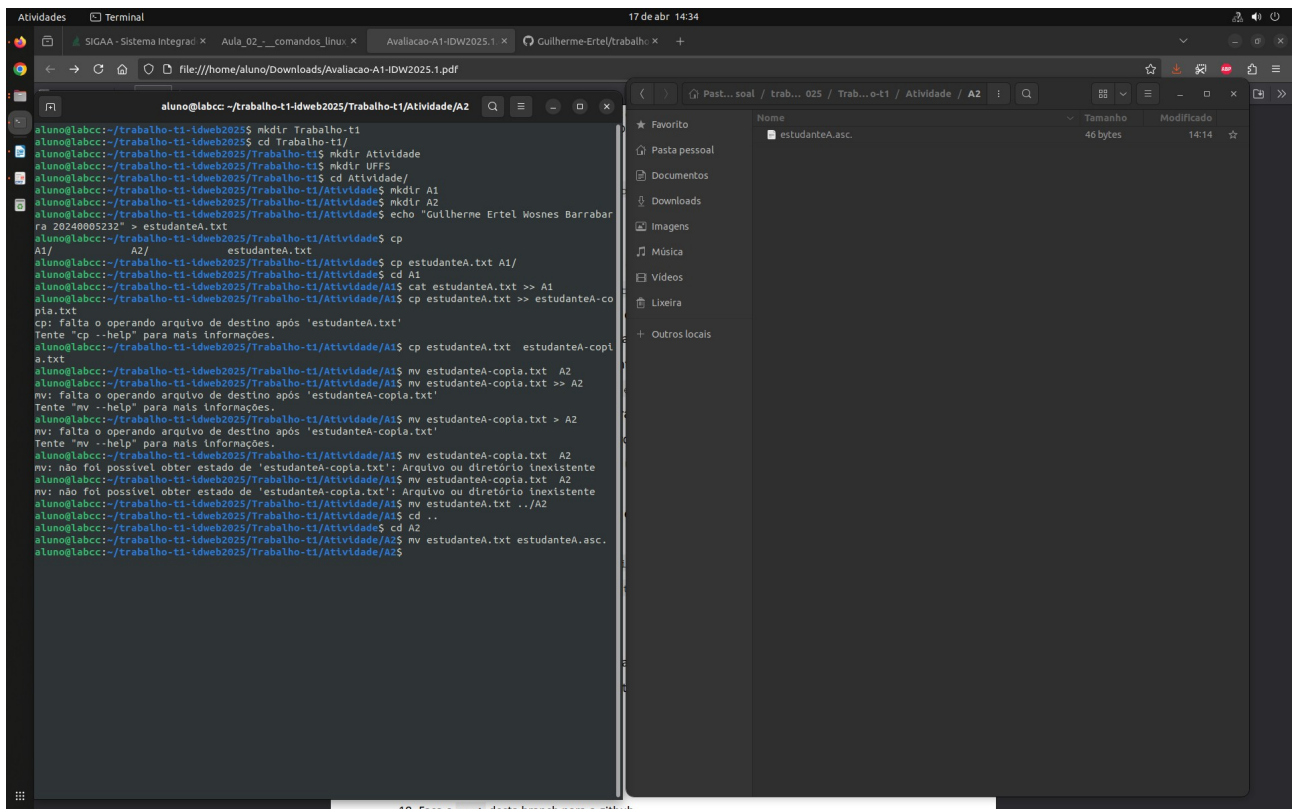 Atividades Terminal 17 de abr 14:34
SIGAA - Sistema Integrad × Aula_02_-__comandos_linux × Avaliacao-A1-IDW2025.1 × Guilherme-Ertel/trabalho × +
file:///home/aluno/Downloads/Avaliacao-A1-IDW2025.1.pdf
aluno@labcc: ~/trabalho-t1-idweb2025/Trabalho-t1/Atividade/A2
aluno@labcc:~/trabalho-t1-idweb2025$ mkdir Trabalho-t1
aluno@labcc:~/trabalho-t1-idweb2025$ cd Trabalho-t1/
aluno@labcc:~/trabalho-t1-idweb2025/Trabalho-t1$ mkdir Atividade
aluno@labcc:~/trabalho-t1-idweb2025/Trabalho-t1$ mkdir UFFS
aluno@labcc:~/trabalho-t1-idweb2025/Trabalho-t1$ cd Atividade/
aluno@labcc:~/trabalho-t1-idweb2025/Trabalho-t1/Atividade$ mkdir A1
aluno@labcc:~/trabalho-t1-idweb2025/Trabalho-t1/Atividade$ mkdir A2
aluno@labcc:~/trabalho-t1-idweb2025/Trabalho-t1/Atividade$ echo "Guilherme Ertel Wosnes Barrabar
ra 20240005232" > estudanteA.txt
aluno@labcc:~/trabalho-t1-idweb2025/Trabalho-t1/Atividade$ cp
A1/ A2/ estudanteA.txt
aluno@labcc:~/trabalho-t1-idweb2025/Trabalho-t1/Atividade$ cp estudanteA.txt A1/
aluno@labcc:~/trabalho-t1-idweb2025/Trabalho-t1/Atividade$ cd A1
aluno@labcc:~/trabalho-t1-idweb2025/Trabalho-t1/Atividade/A1$ cat estudanteA.txt >> A1
aluno@labcc:~/trabalho-t1-idweb2025/Trabalho-t1/Atividade/A1$ cp estudanteA.txt >> estudanteA-co
pia.txt
cp: falta o operando arquivo de destino após 'estudanteA.txt'
Tente "cp --help" para mais informações.
aluno@labcc:~/trabalho-t1-idweb2025/Trabalho-t1/Atividade/A1$ cp estudanteA.txt  estudanteA-copi
a.txt
aluno@labcc:~/trabalho-t1-idweb2025/Trabalho-t1/Atividade/A1$ mv estudanteA-copia.txt  A2
aluno@labcc:~/trabalho-t1-idweb2025/Trabalho-t1/Atividade/A1$ mv estudanteA-copia.txt >> A2
mv: falta o operando arquivo de destino após 'estudanteA-copia.txt'
Tente "mv --help" para mais informações.
aluno@labcc:~/trabalho-t1-idweb2025/Trabalho-t1/Atividade/A1$ mv estudanteA-copia.txt > A2
mv: falta o operando arquivo de destino após 'estudanteA-copia.txt'
Tente "mv --help" para mais informações.
aluno@labcc:~/trabalho-t1-idweb2025/Trabalho-t1/Atividade/A1$ mv estudanteA-copia.txt  A2
mv: não foi possível obter estado de 'estudanteA-copia.txt': Arquivo ou diretório inexistente
aluno@labcc:~/trabalho-t1-idweb2025/Trabalho-t1/Atividade/A1$ mv estudanteA-copia.txt  A2
mv: não foi possível obter estado de 'estudanteA-copia.txt': Arquivo ou diretório inexistente
aluno@labcc:~/trabalho-t1-idweb2025/Trabalho-t1/Atividade/A1$ mv estudanteA.txt ../A2
aluno@labcc:~/trabalho-t1-idweb2025/Trabalho-t1/Atividade/A1$ cd ..
aluno@labcc:~/trabalho-t1-idweb2025/Trabalho-t1/Atividade$ cd A2
aluno@labcc:~/trabalho-t1-idweb2025/Trabalho-t1/Atividade/A2$ mv estudanteA.txt estudanteA.asc.
aluno@labcc:~/trabalho-t1-idweb2025/Trabalho-t1/Atividade/A2$
Past... soal / trab... 025 / Trab...o-t1 / Atividade / A2
Favorito
Pasta pessoal
Documentos
Downloads
Imagens
Música
Vídeos
Lixeira
+ Outros locais
Nome Tamanho Modificado
estudanteA.asc. 46 bytes 14:14